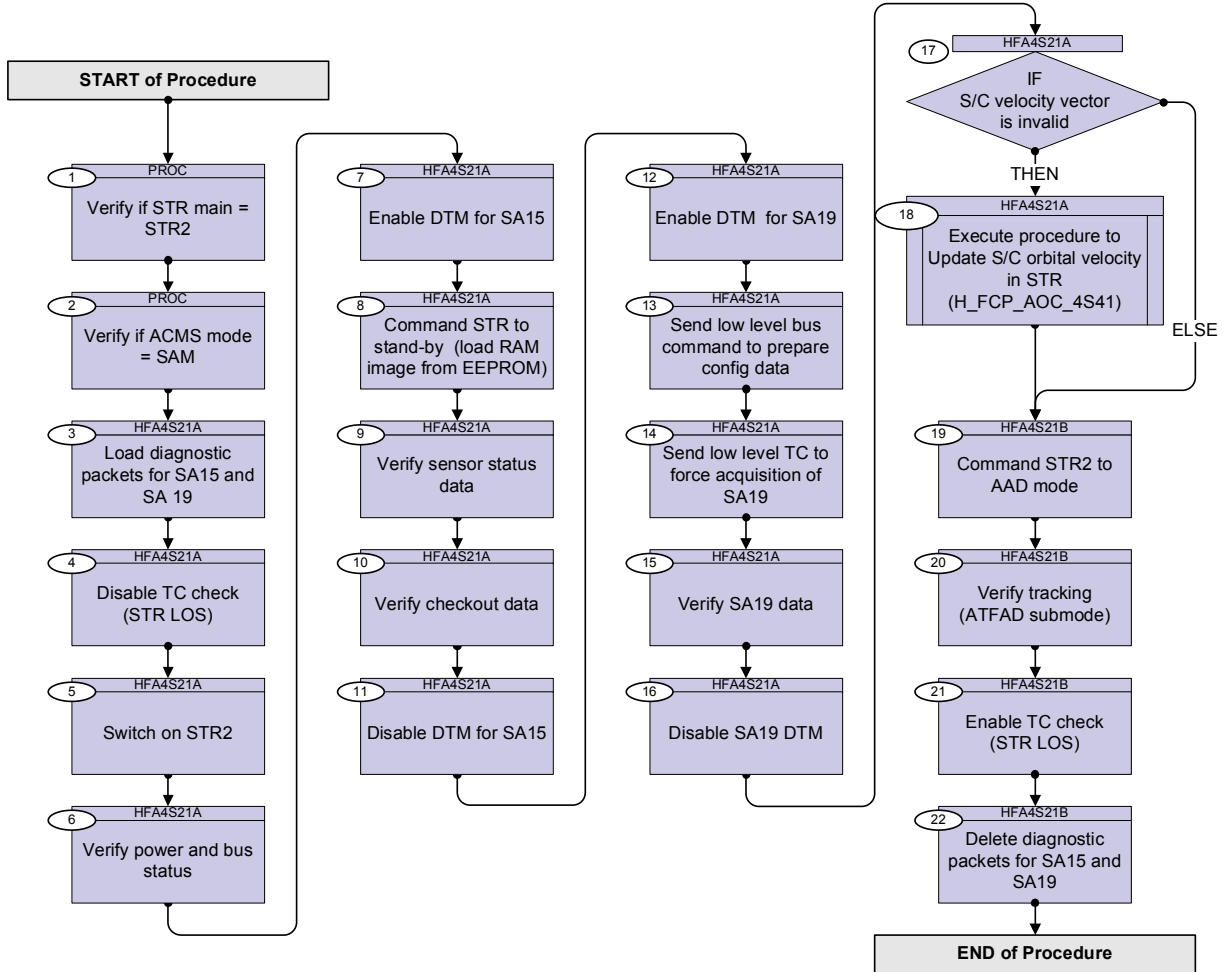 START of Procedure
1
PROC
Verify if STR main =
STR2
2
PROC
Verify if ACMS mode
= SAM
3
HFA4S21A
Load diagnostic
packets for SA15 and
SA 19
4
HFA4S21A
Disable TC check
(STR LOS)
5
HFA4S21A
Switch on STR2
6
HFA4S21A
Verify power and bus
status
7
HFA4S21A
Enable DTM for SA15
8
HFA4S21A
Command STR to
stand-by (load RAM
image from EEPROM)
9
HFA4S21A
Verify sensor status
data
10
HFA4S21A
Verify checkout data
11
HFA4S21A
Disable DTM for SA15
12
HFA4S21A
Enable DTM for SA19
13
HFA4S21A
Send low level bus
command to prepare
config data
14
HFA4S21A
Send low level TC to
force acquisition of
SA19
15
HFA4S21A
Verify SA19 data
16
HFA4S21A
Disable SA19 DTM
17
HFA4S21A
IF
S/C velocity vector
is invalid
THEN
ELSE
18
HFA4S21A
Execute procedure to
Update S/C orbital velocity
in STR
(H_FCP_AOC_4S41)
19
HFA4S21B
Command STR2 to
AAD mode
20
HFA4S21B
Verify tracking
(ATFAD submode)
21
HFA4S21B
Enable TC check
(STR LOS)
22
HFA4S21B
Delete diagnostic
packets for SA15 and
SA19
END of Procedure